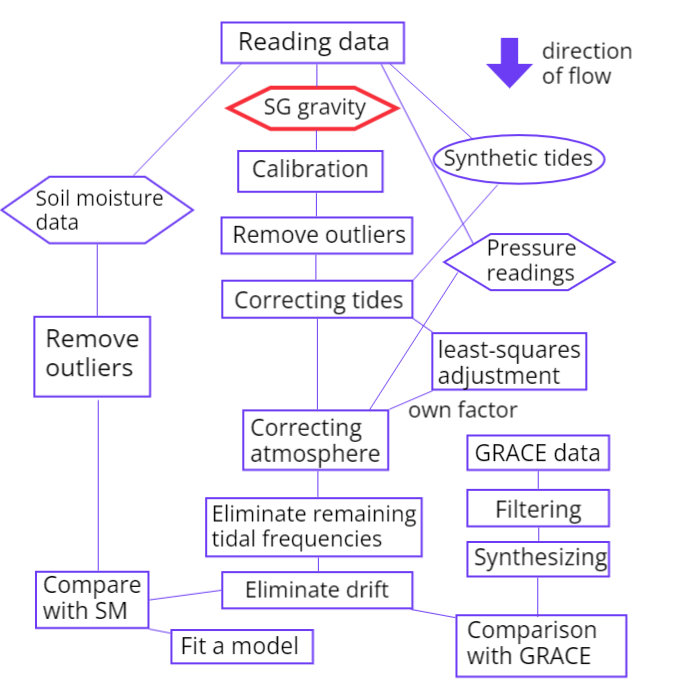 Reading data
direction
of flow
SG gravity
Synthetic tides
Calibration
Soil moisture
data
Remove outliers
Pressure
readings
Correcting tides
Remove
outliers
least-squares
adjustment
own factor
Correcting
atmosphere
GRACE data
Filtering
Eliminate remaining
tidal frequencies
Synthesizing
Compare
with SM
Eliminate drift
Comparison
with GRACE
Fit a model